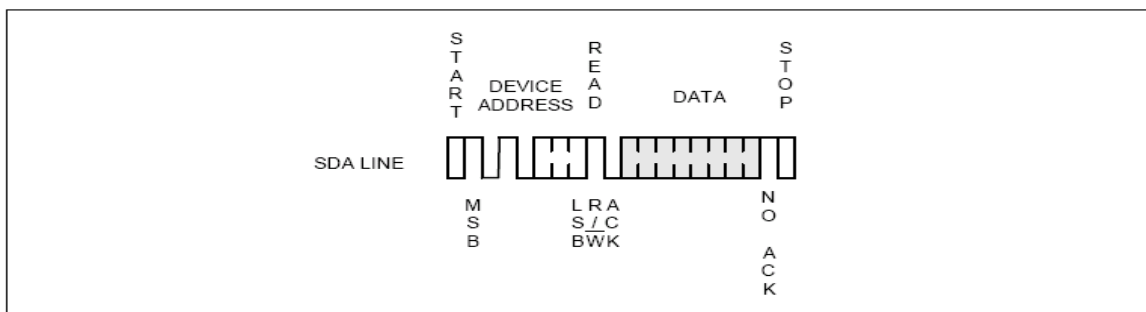 START
DEVICE
ADDRESS
READ
DATA
STOP
SDA LINE
MSB
LSB
R/W
ACK
NO ACK